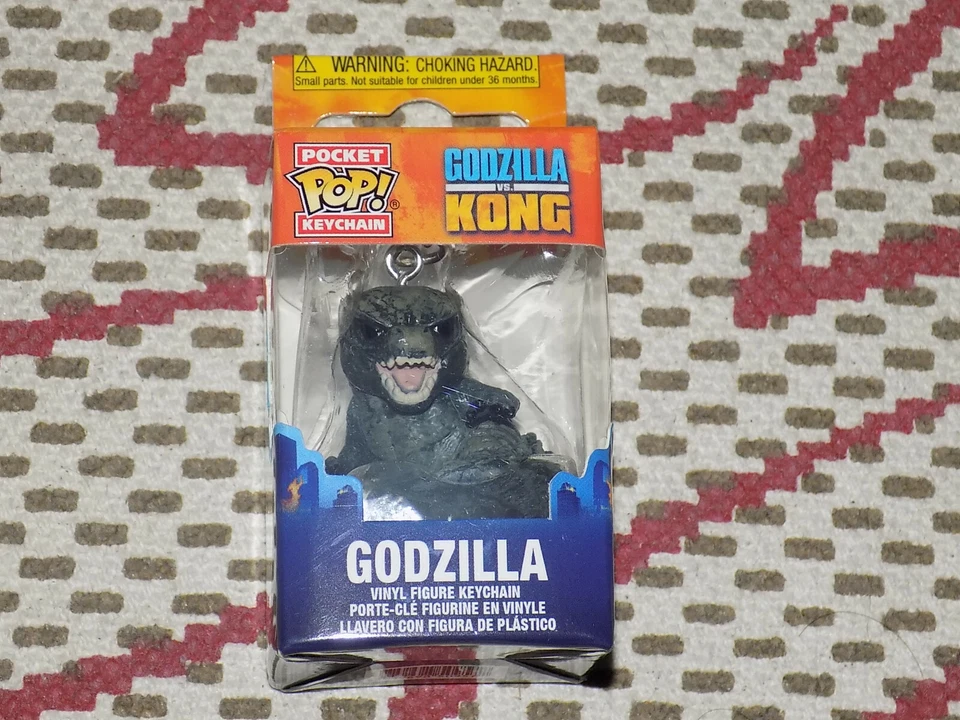 WARNING: CHOKING HAZARD.
Small parts. Not suitable for children under 36 months.
POCKET
POP!®
KEYCHAIN
GODZILLA
VS.
KONG
GODZILLA
VINYL FIGURE KEYCHAIN
PORTE-CLÉ FIGURINE EN VINYLE
LLAVERO CON FIGURA DE PLÁSTICO